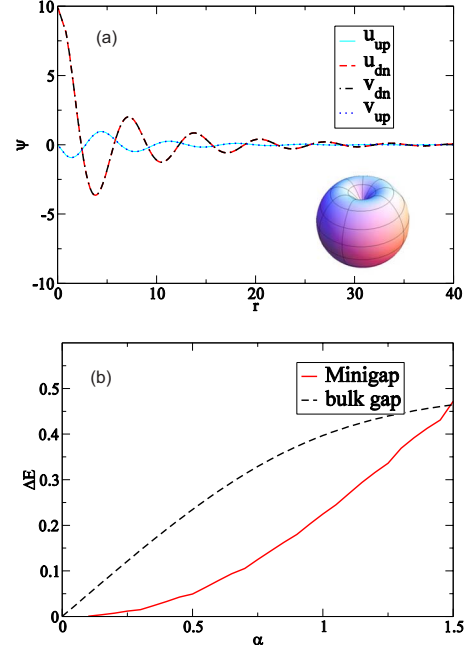 (a)
u_up
u_dn
v_dn
v_up
10
5
0
-5
-10
ψ
0 10 20 30 40
r
(b)
Minigap
bulk gap
0.5
0.4
0.3
0.2
0.1
0
ΔE
0 0.5 1 1.5
α